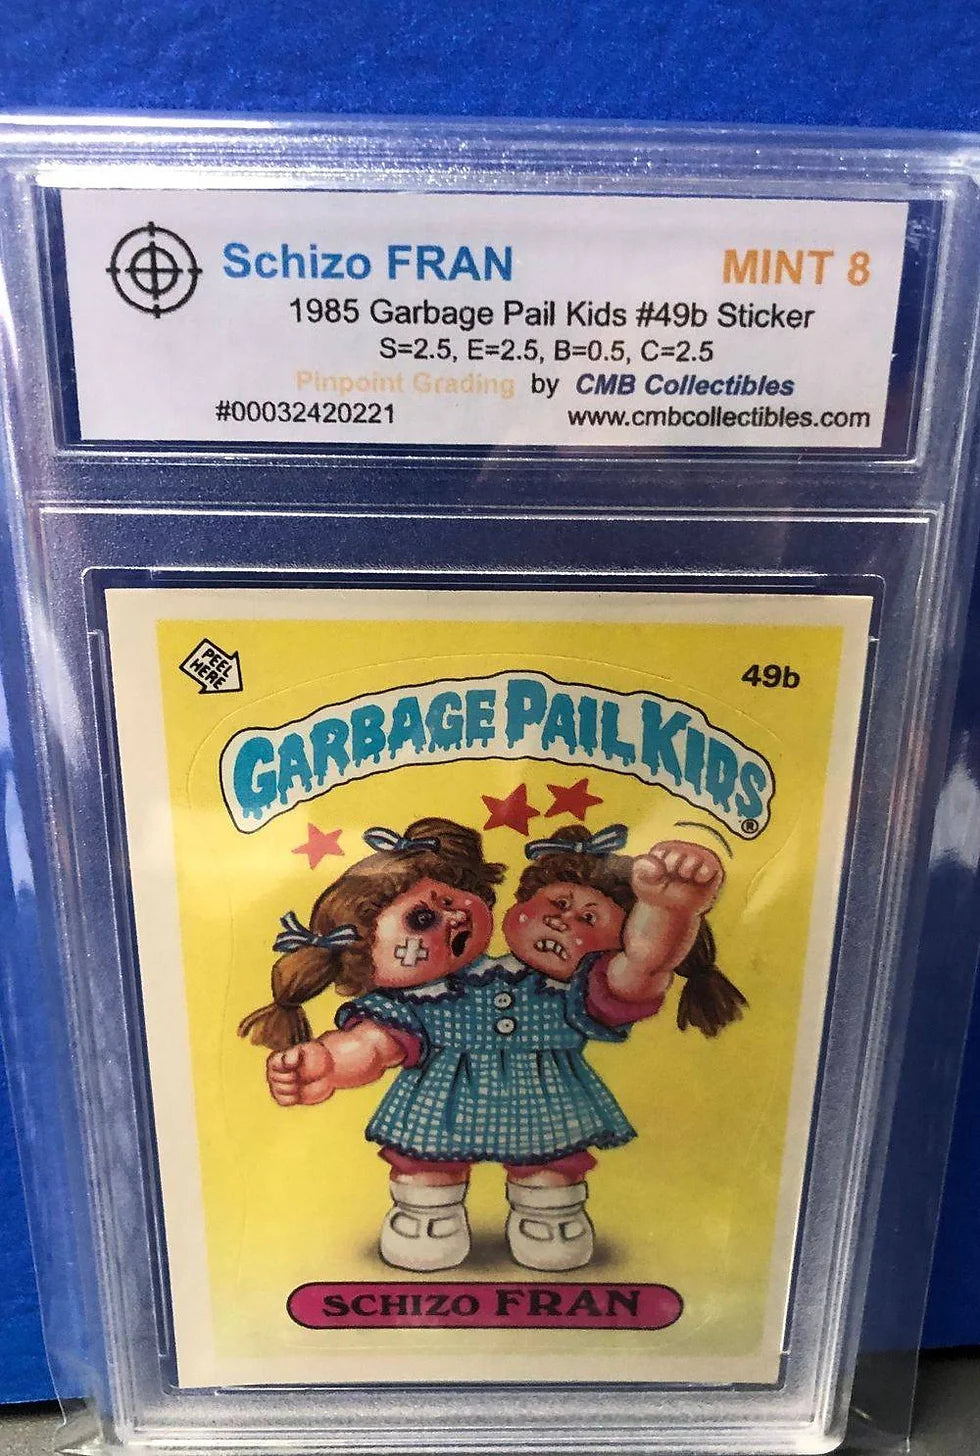 Schizo FRAN MINT 8
1985 Garbage Pail Kids #49b Sticker
S=2.5, E=2.5, B=0.5, C=2.5
Pinpoint Grading by CMB Collectibles
#00032420221 www.cmbcollectibles.com
PEEL
HERE
49b
GARBAGE PAIL KIDS
®
SCHIZO FRAN